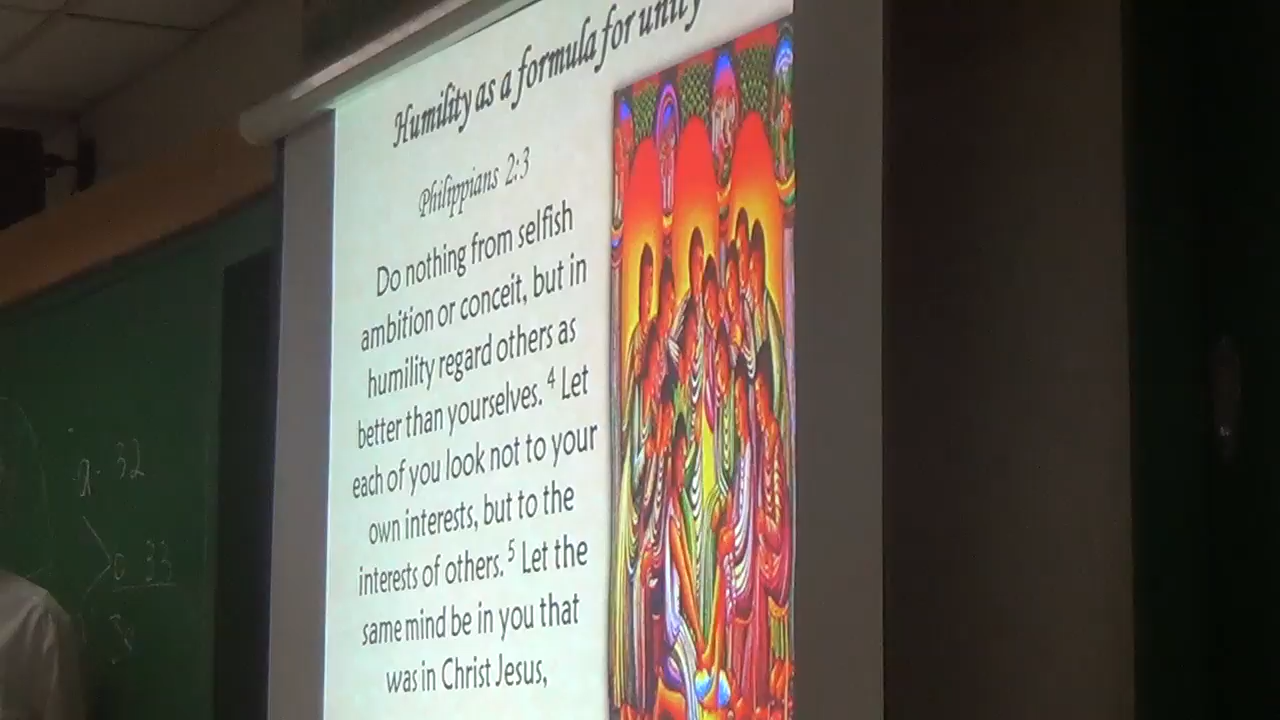 Humility as a formula for unity
Philippians 2:3
Do nothing from selfish
ambition or conceit, but in
humility regard others as
better than yourselves. 4 Let
each of you look not to your
own interests, but to the
interests of others. 5 Let the
same mind be in you that
was in Christ Jesus,
32
33